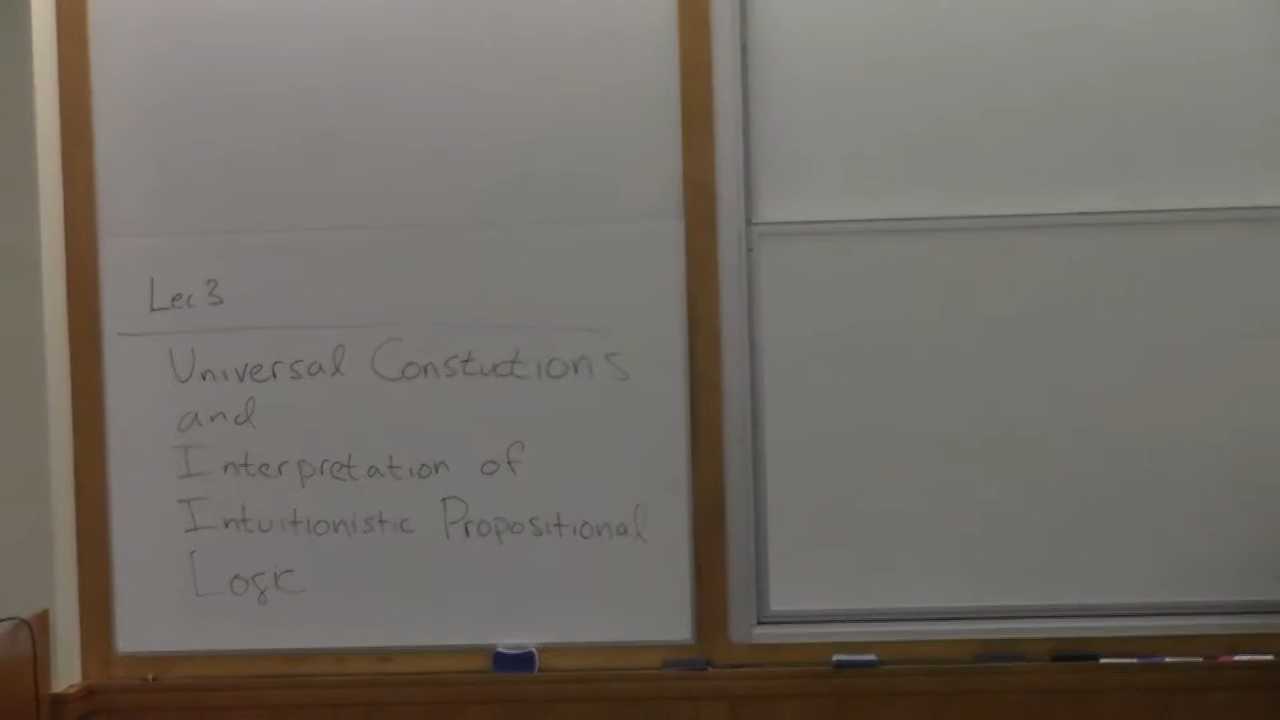 Lec 3
Universal Constuctions
and
Interpretation of
Intuitionistic Propositional
Logic